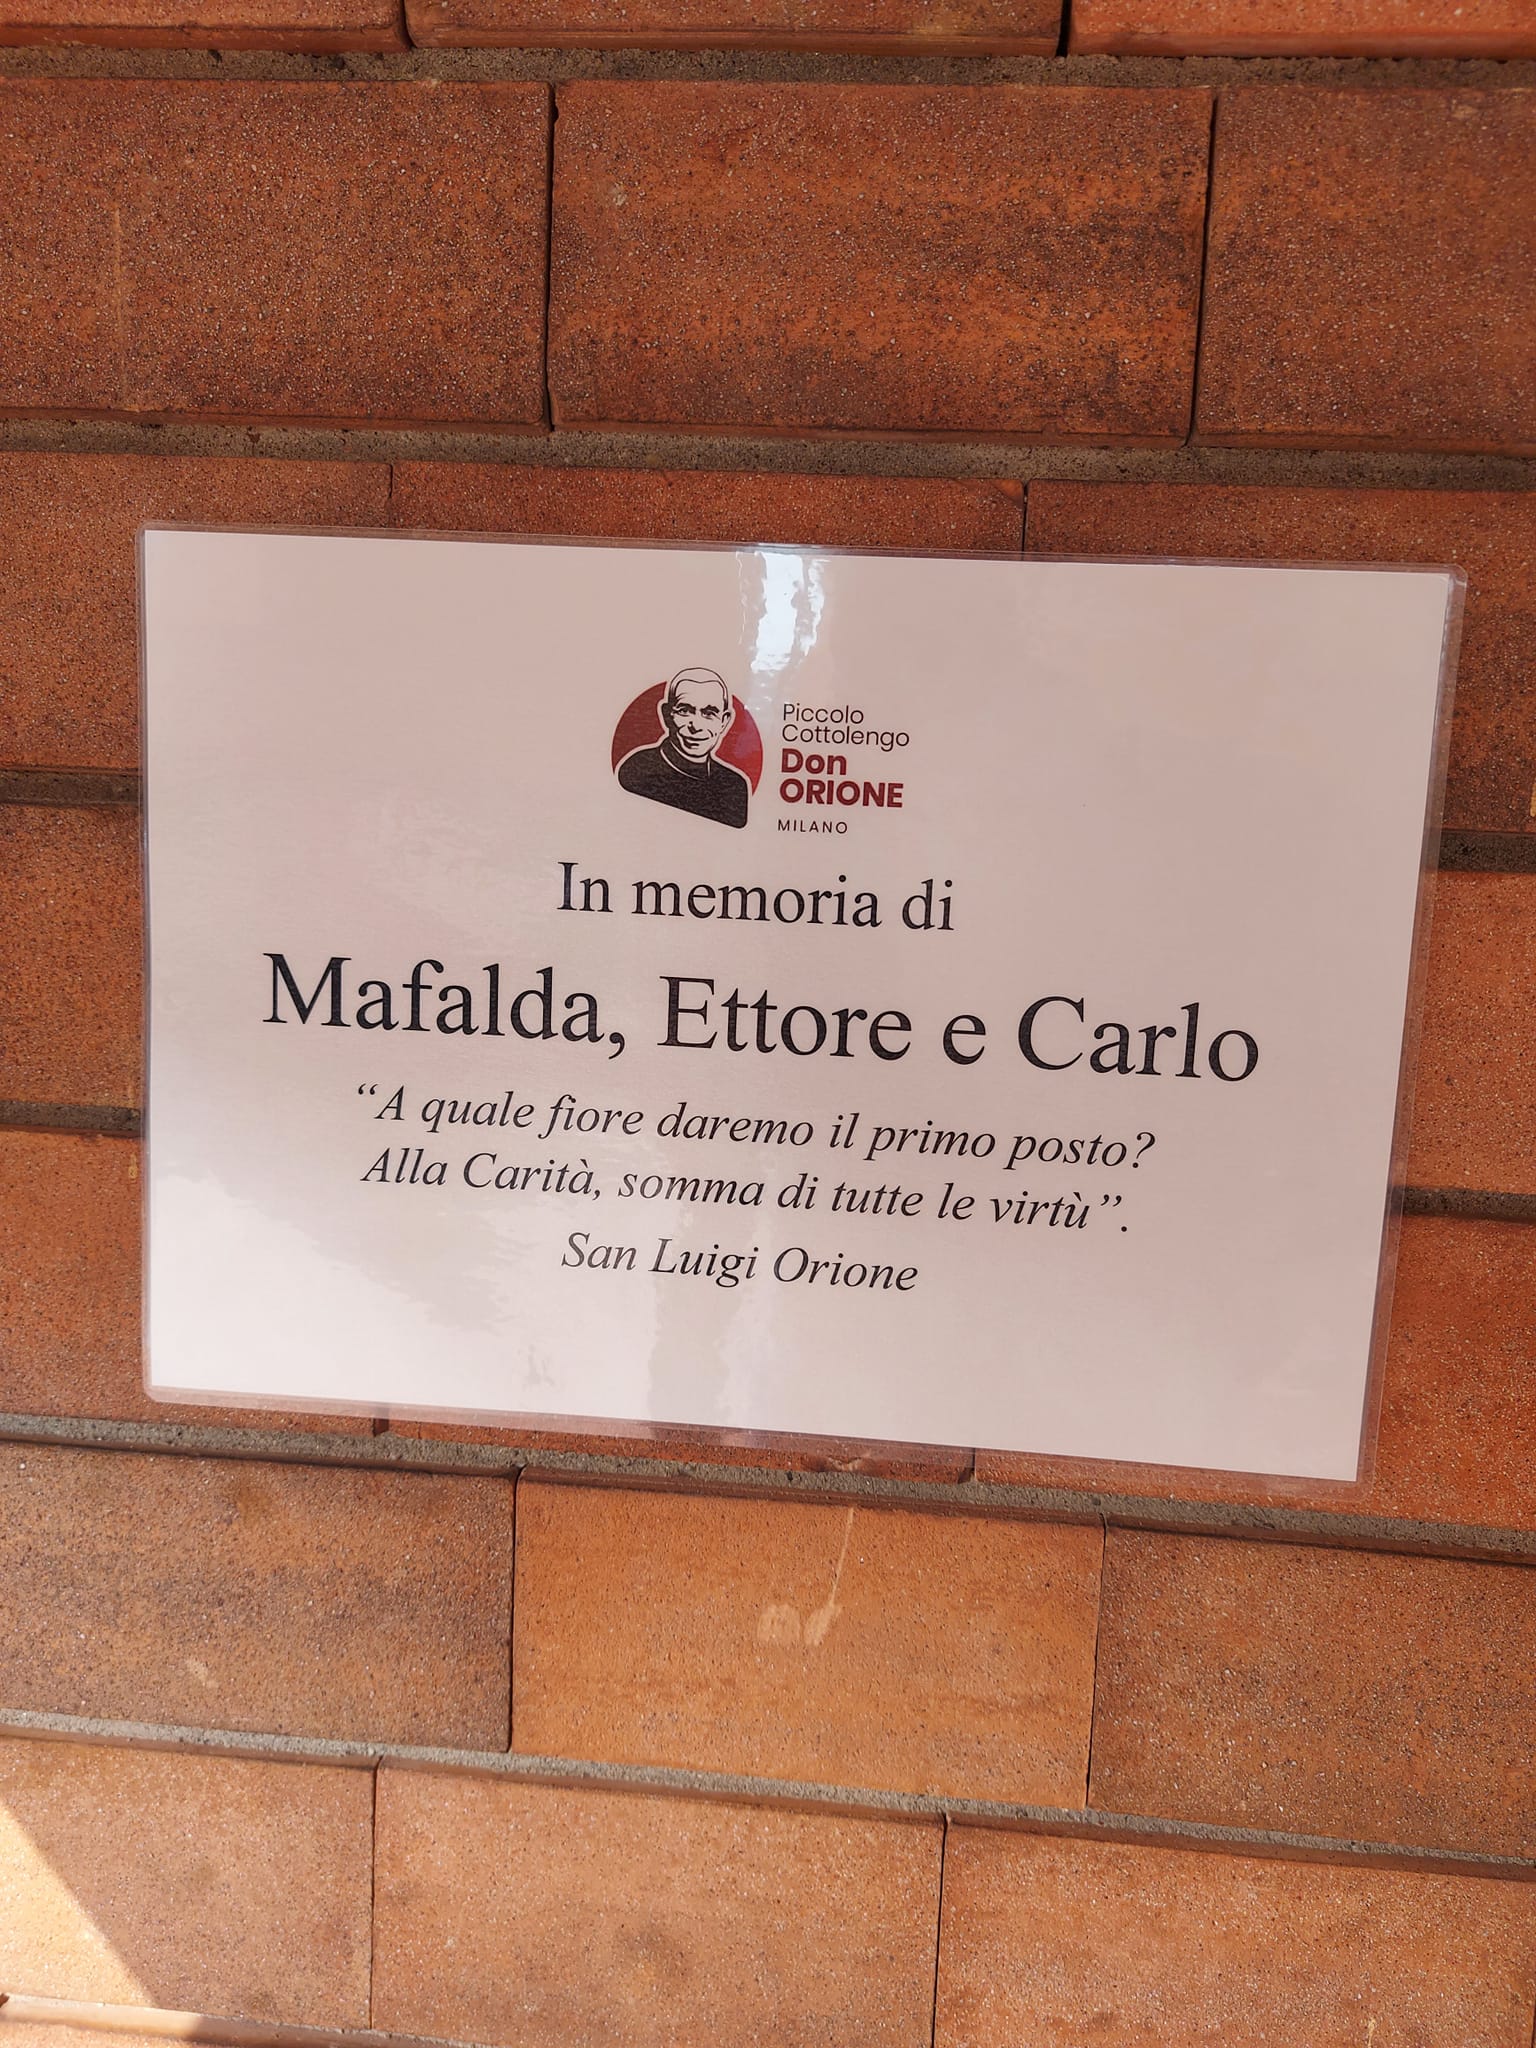 Piccolo
Cottolengo
Don
ORIONE
MILANO
In memoria di
Mafalda, Ettore e Carlo
“A quale fiore daremo il primo posto?
Alla Carità, somma di tutte le virtù”.
San Luigi Orione